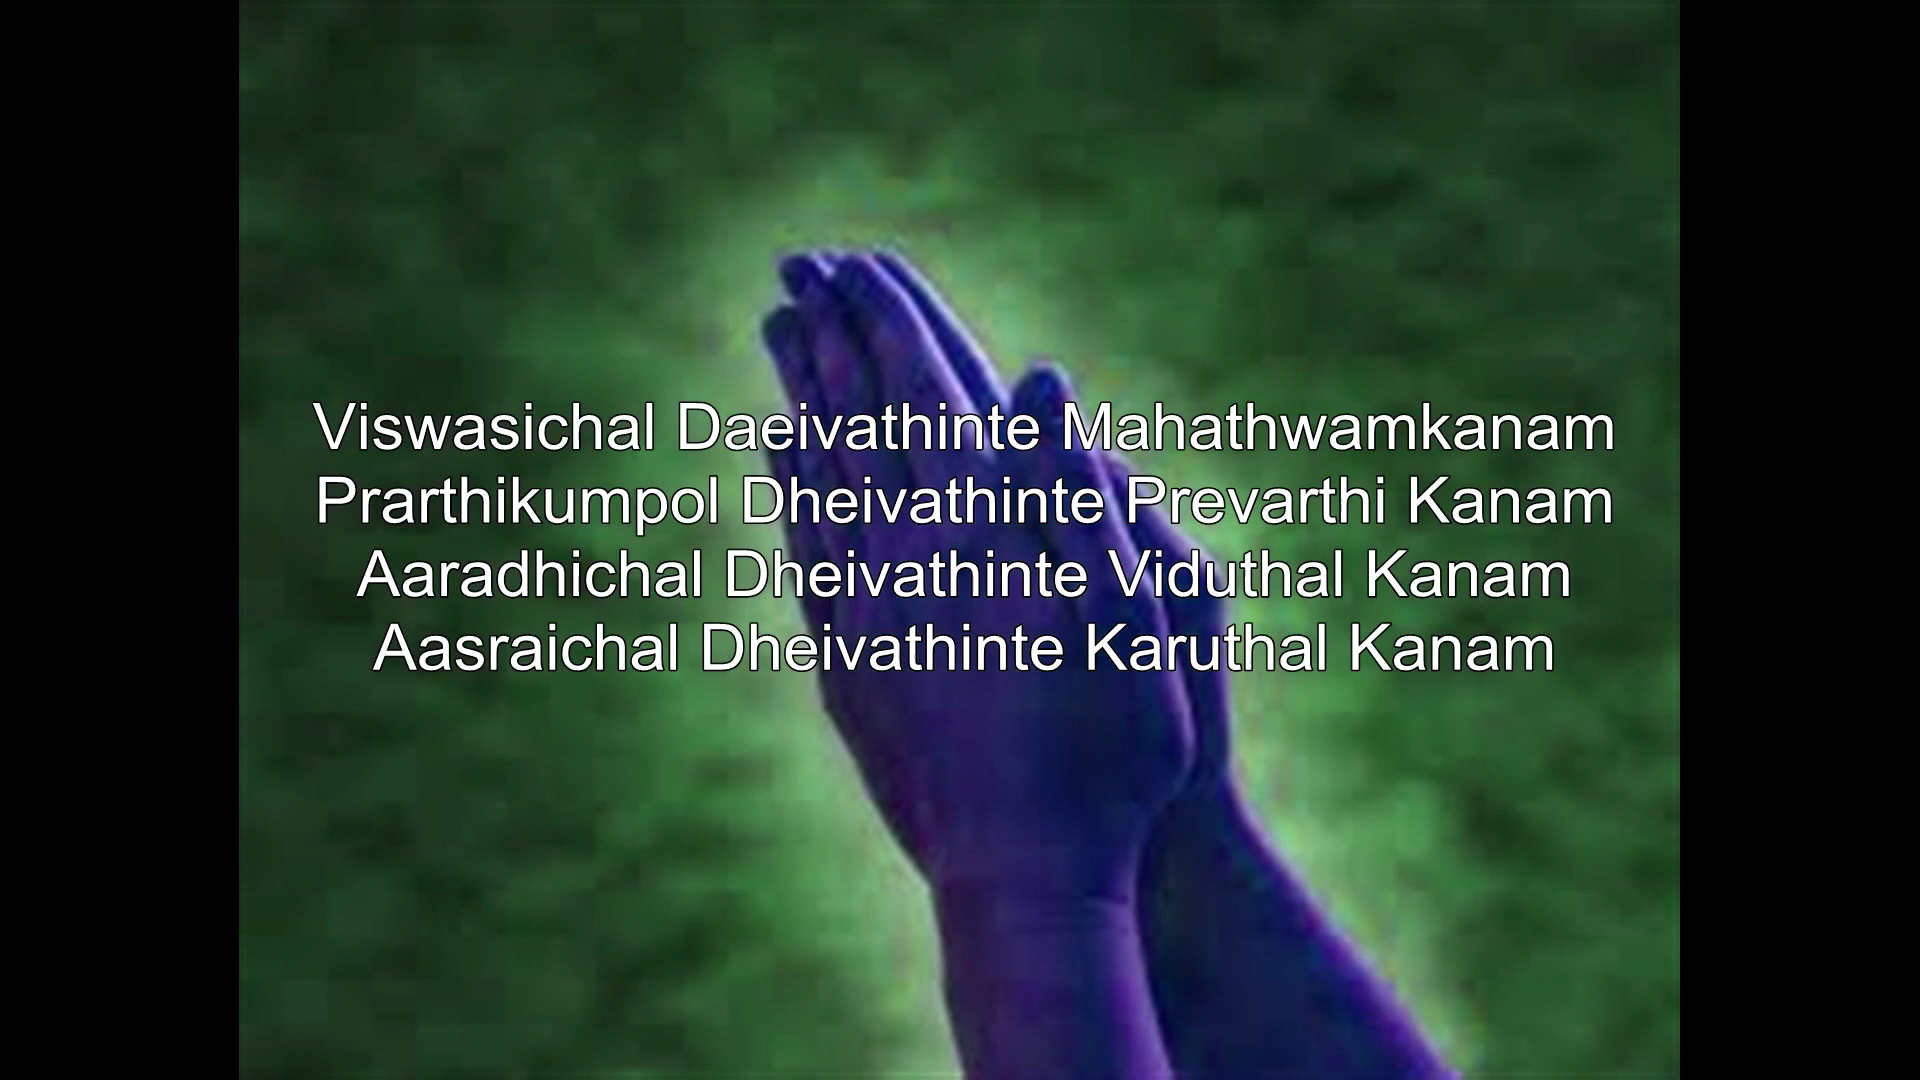 Viswasichal Daeivathinte Mahathwamkanam
Prarthikumpol Dheivathinte Prevarthi Kanam
Aaradhichal Dheivathinte Viduthal Kanam
Aasraichal Dheivathinte Karuthal Kanam